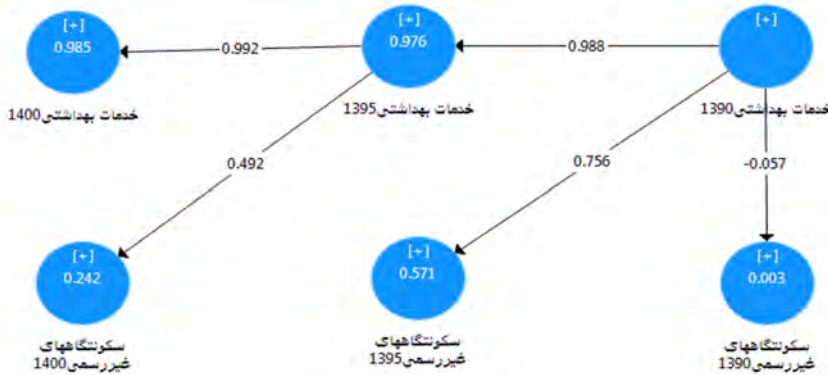 [+]
[+]
[+]
0.985
0.992
0.976
0.988
خدمات بهداشتی1400
خدمات بهداشتی1395
خدمات بهداشتی1390
0.492
0.756
-0.057
[+]
[+]
[+]
0.242
0.571
0.003
سکونتگاههای
غیررسمی1400
سکونتگاههای
غیررسمی1395
سکونتگاههای
غیررسمی1390